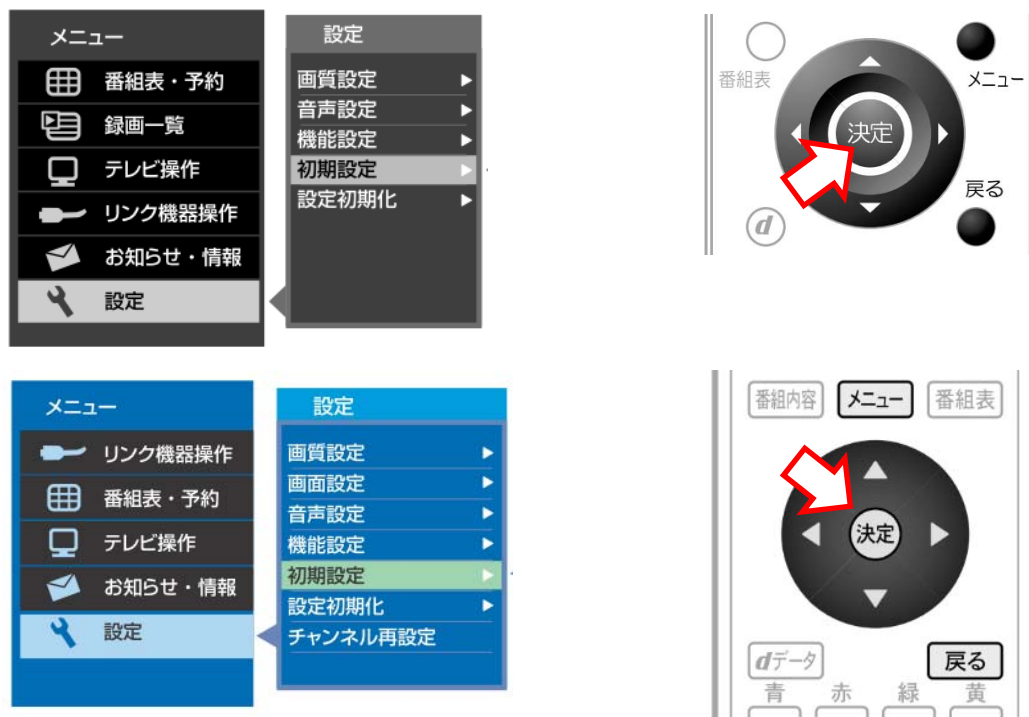 メニュー
番組表・予約
録画一覧
テレビ操作
リンク機器操作
お知らせ・情報
設定
設定
画質設定
音声設定
機能設定
初期設定
設定初期化
番組表
メニュー
決定
戻る
d
メニュー
リンク機器操作
番組表・予約
テレビ操作
お知らせ・情報
設定
設定
画質設定
画面設定
音声設定
機能設定
初期設定
設定初期化
チャンネル再設定
番組内容 メニュー 番組表
決定
dデータ 戻る
青 赤 緑 黄